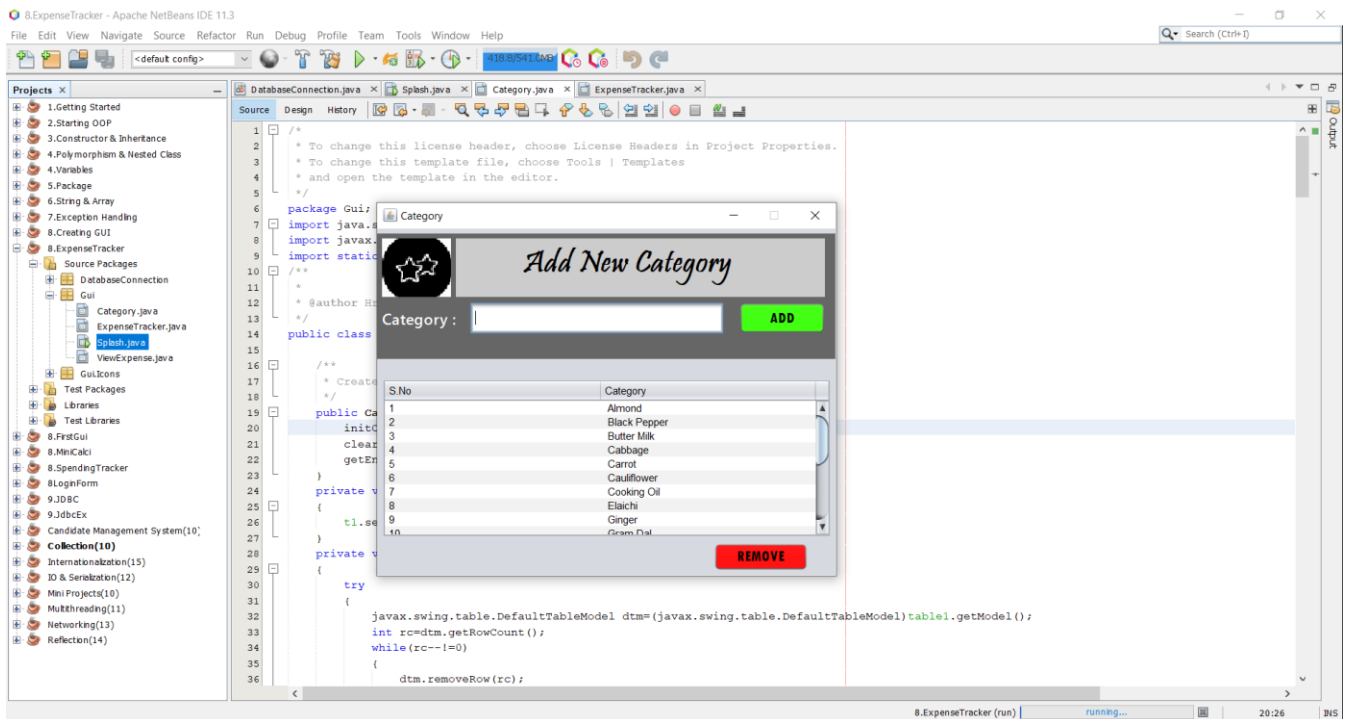 8.ExpenseTracker - Apache NetBeans IDE 11.3
File Edit View Navigate Source Refactor Run Debug Profile Team Tools Window Help
Search (Ctrl+I)
<default config>
418.8/541.0MB
Projects
1.Getting Started
2.Starting OOP
3.Constructor & Inheritance
4.Polymorphism & Nested Class
4.Variables
5.Package
6.String & Array
7.Exception Handling
8.Creating GUI
8.ExpenseTracker
Source Packages
DatabaseConnection
Gui
Category.java
ExpenseTracker.java
Splash.java
ViewExpense.java
Gui.Icons
Test Packages
Libraries
Test Libraries
8.FirstGui
8.MiniCalci
8.SpendingTracker
8LoginForm
9.JDBC
9.JdbcEx
Candidate Management System(10)
Collection(10)
Internationalization(15)
IO & Serialization(12)
Mini Projects(10)
Multithreading(11)
Networking(13)
Reflection(14)
DatabaseConnection.java Splash.java Category.java ExpenseTracker.java
Source Design History
Output
1 /*
2 * To change this license header, choose License Headers in Project Properties.
3 * To change this template file, choose Tools | Templates
4 * and open the template in the editor.
5 */
6 package Gui;
7 import java.s
8 import javax.
9 import static
10 /**
11 *
12 * @author Hr
13 */
14 public class
15
16 /**
17 * Create
18 */
19 public Ca
20 initC
21 clear
22 getEn
23 }
24 private v
25 {
26 t1.se
27 }
28 private v
29 {
30 try
31 {
32 javax.swing.table.DefaultTableModel dtm=(javax.swing.table.DefaultTableModel)table1.getModel();
33 int rc=dtm.getRowCount();
34 while(rc--!=0)
35 {
36 dtm.removeRow(rc);
Category
Add New Category
Category :
ADD
S.No Category
1 Almond
2 Black Pepper
3 Butter Milk
4 Cabbage
5 Carrot
6 Cauliflower
7 Cooking Oil
8 Elaichi
9 Ginger
10 Gram Dal
REMOVE
8.ExpenseTracker (run) running... 20:26 INS